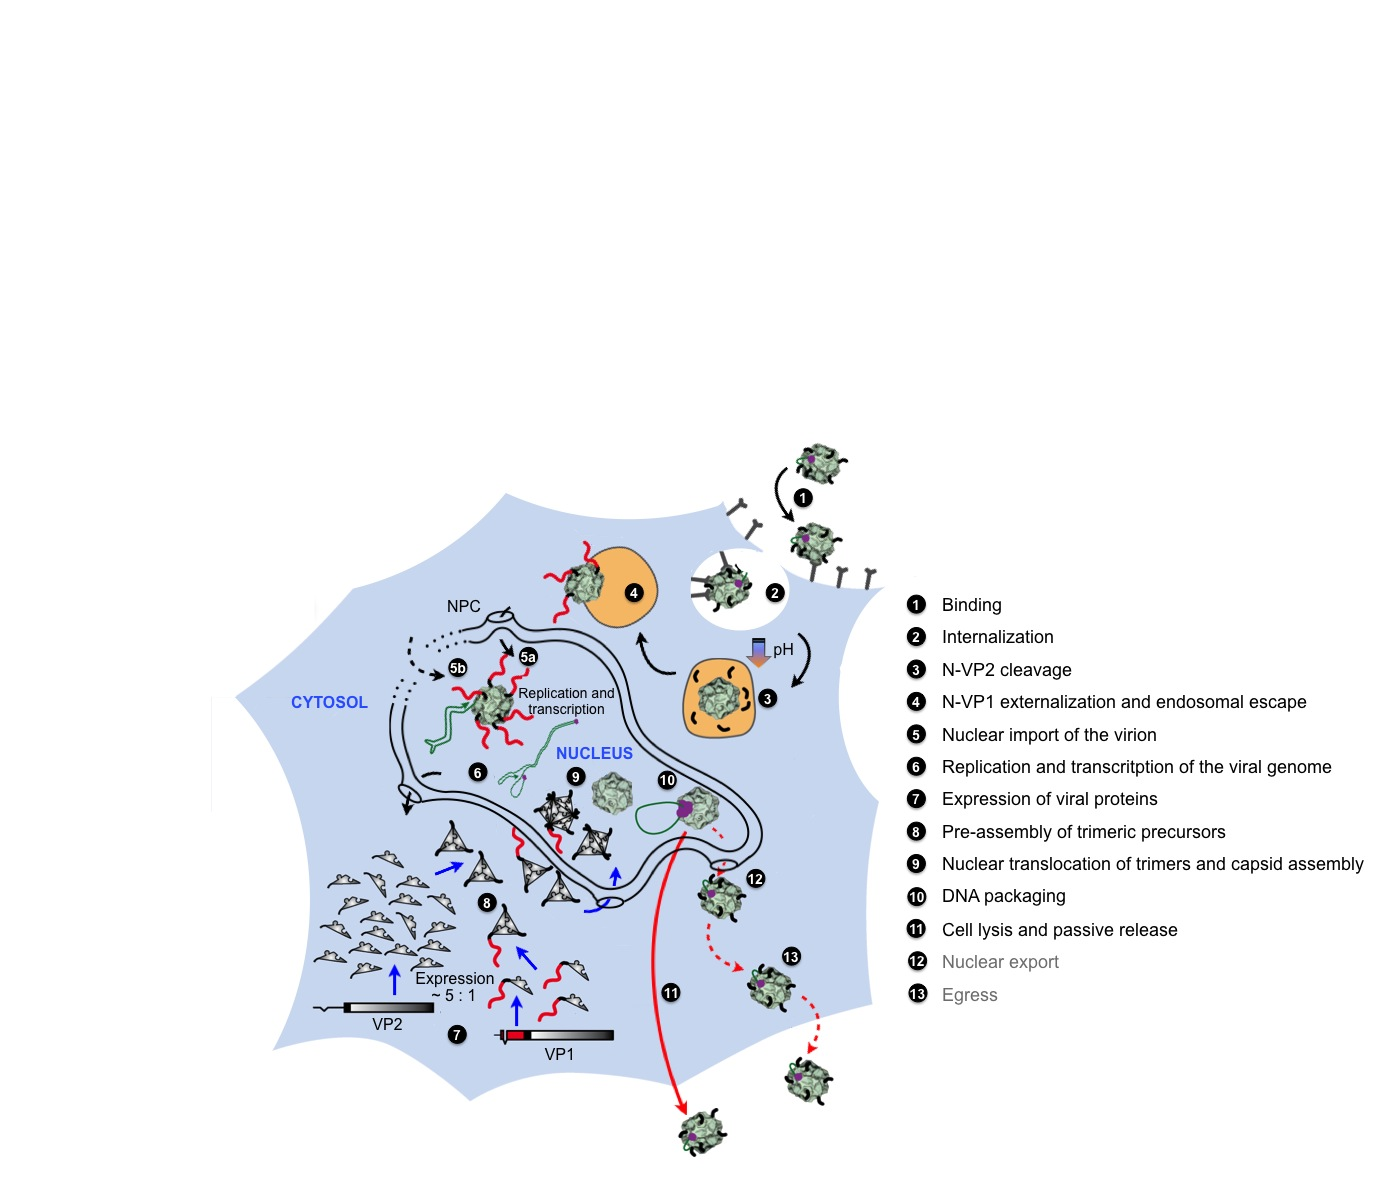 1
2
pH
3
4
NPC
5a
5b
Replication and
transcription
CYTOSOL
NUCLEUS
6
9
10
12
8
13
Expression
~ 5 : 1
11
VP2
7
VP1
1 Binding
2 Internalization
3 N-VP2 cleavage
4 N-VP1 externalization and endosomal escape
5 Nuclear import of the virion
6 Replication and transcritption of the viral genome
7 Expression of viral proteins
8 Pre-assembly of trimeric precursors
9 Nuclear translocation of trimers and capsid assembly
10 DNA packaging
11 Cell lysis and passive release
12 Nuclear export
13 Egress